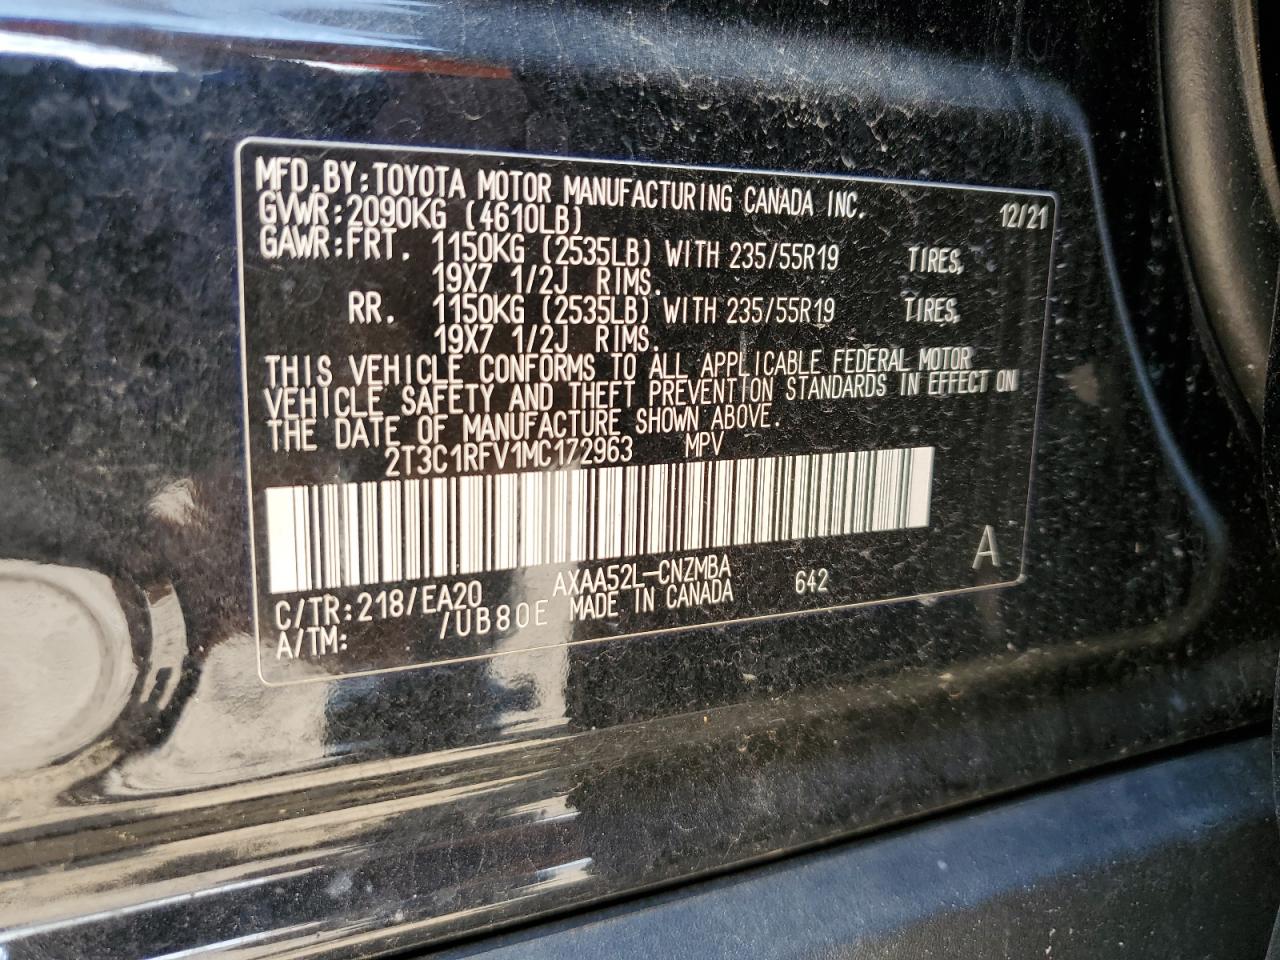 MFD.BY:TOYOTA MOTOR MANUFACTURING CANADA INC. 12/21
GVWR:2090KG (4610LB)
GAWR:FRT. 1150KG (2535LB) WITH 235/55R19 TIRES,
19X7 1/2J RIMS.
RR. 1150KG (2535LB) WITH 235/55R19 TIRES,
19X7 1/2J RIMS.
THIS VEHICLE CONFORMS TO ALL APPLICABLE FEDERAL MOTOR
VEHICLE SAFETY AND THEFT PREVENTION STANDARDS IN EFFECT ON
THE DATE OF MANUFACTURE SHOWN ABOVE.
2T3C1RFV1MC172963 MPV
A
C/TR:218/EA20 AXAA52L-CNZMBA 642
A/TM: /UB80E MADE IN CANADA